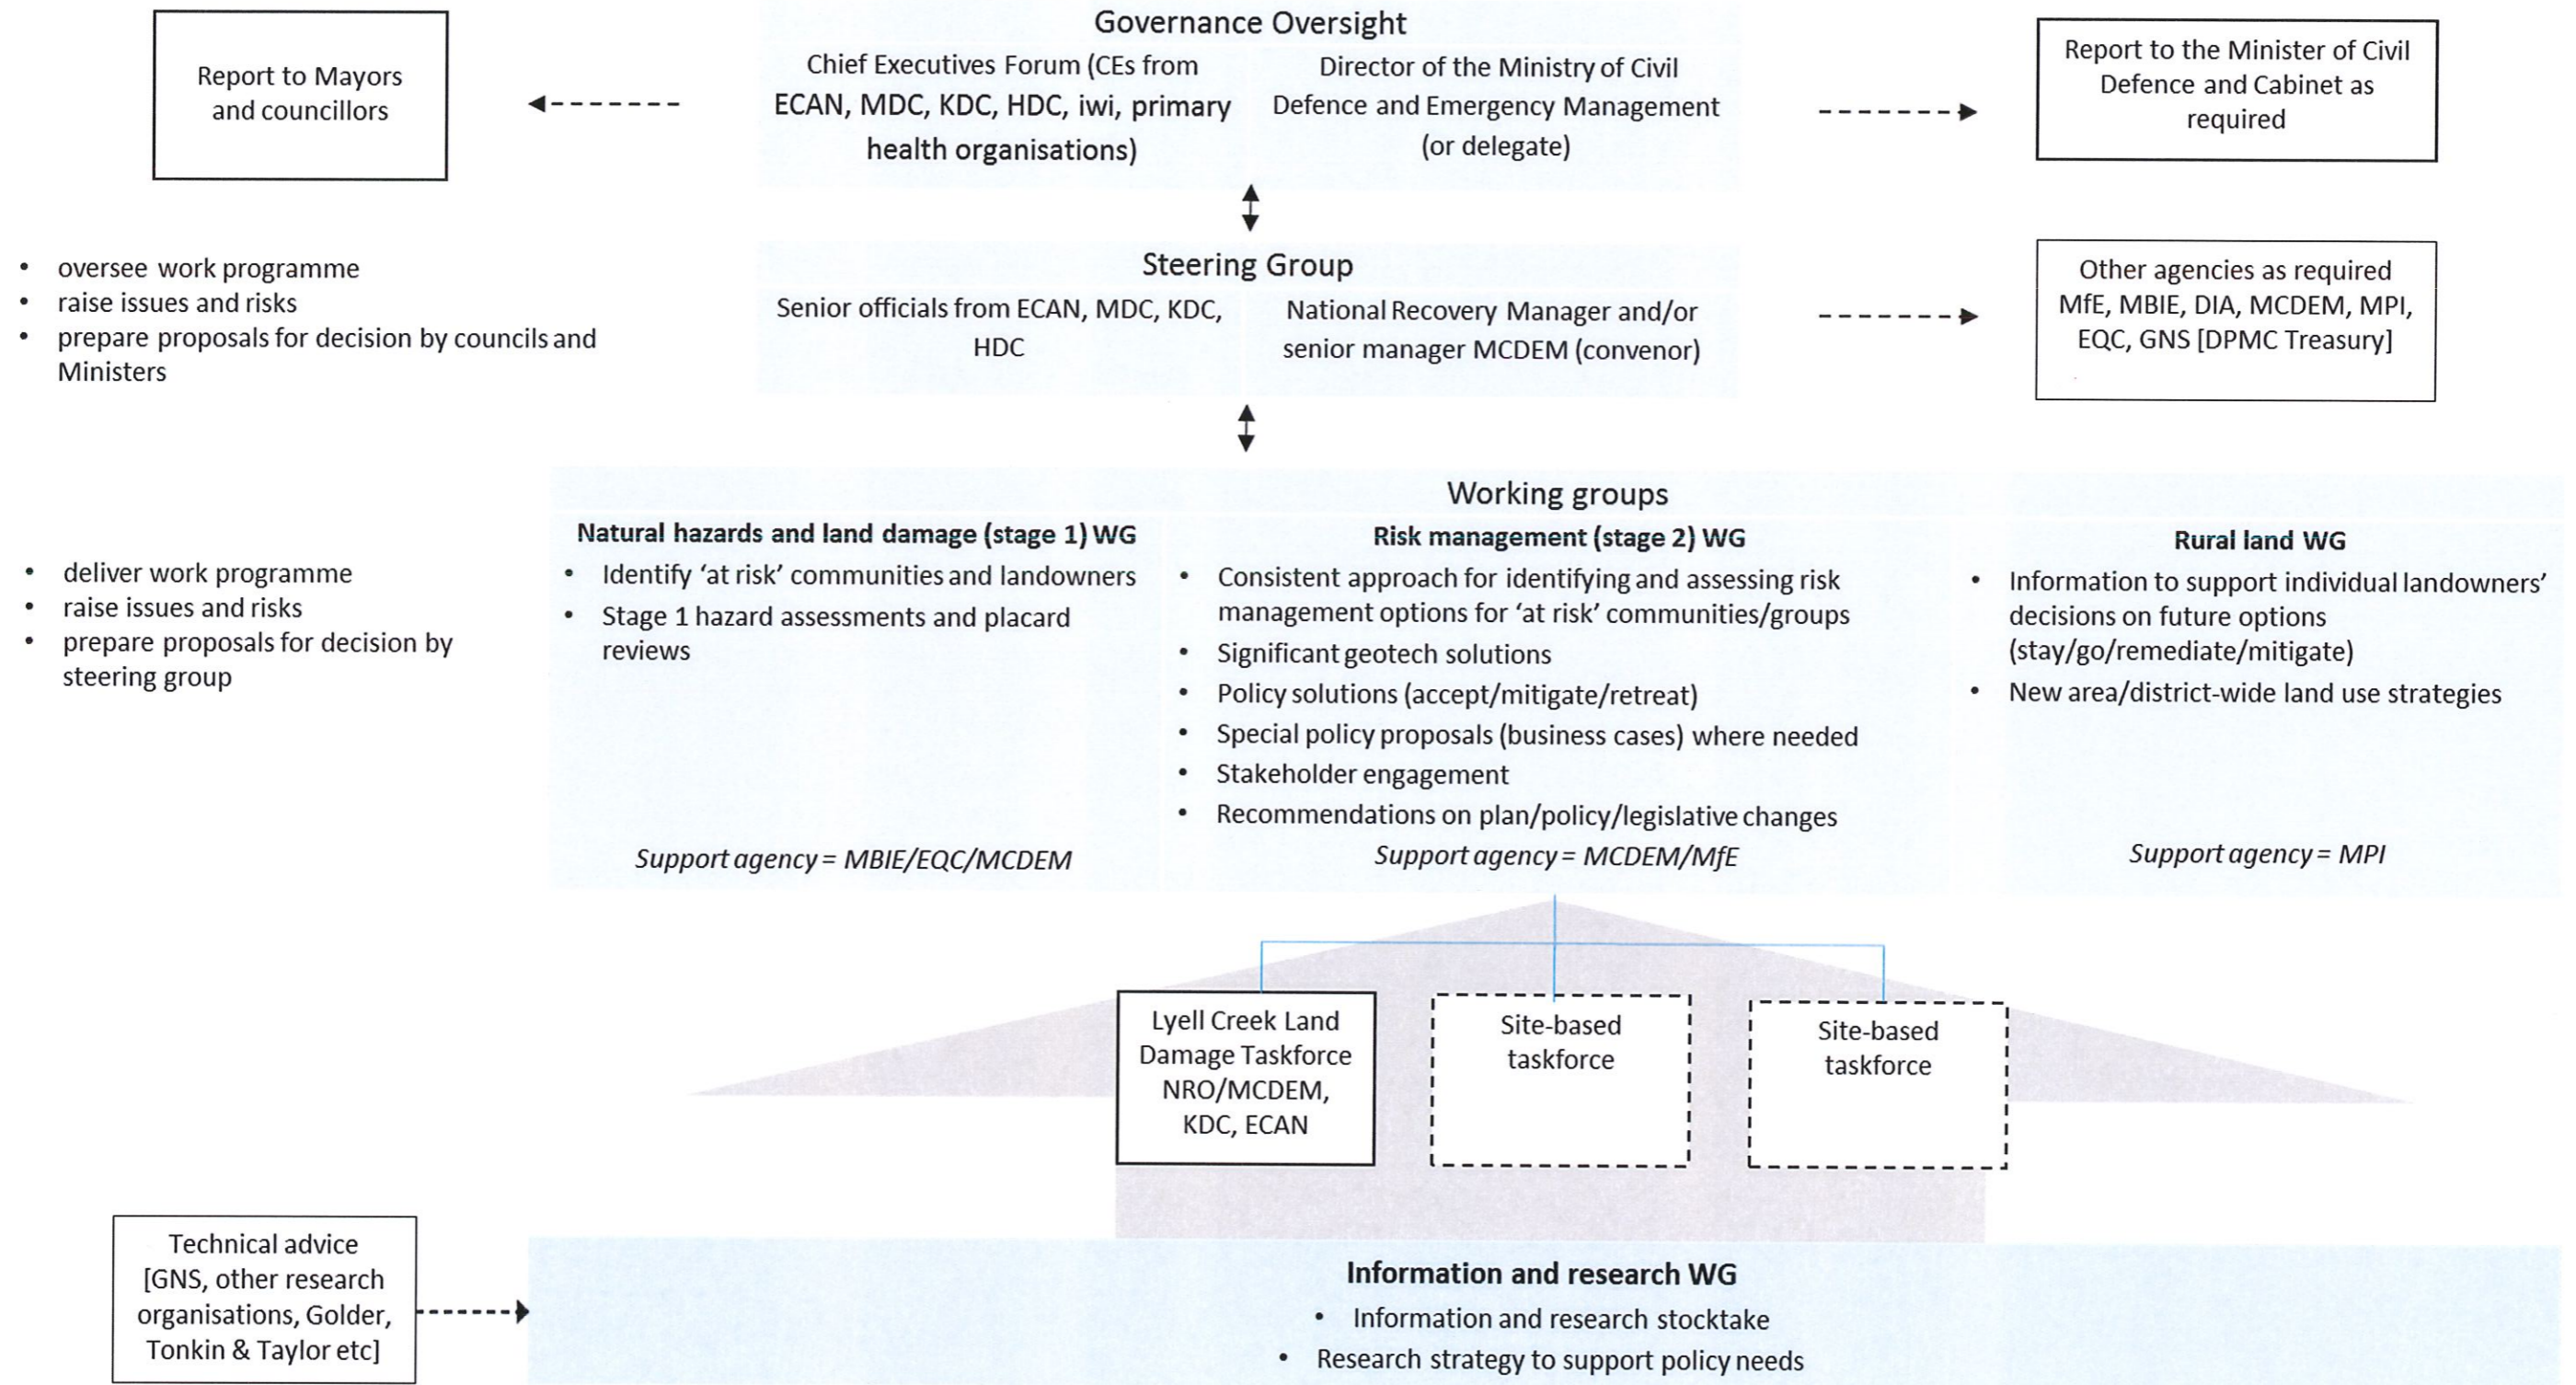 Governance Oversight
Report to Mayors
and councillors
Chief Executives Forum (CEs from
ECAN, MDC, KDC, HDC, iwi, primary
health organisations)
Director of the Ministry of Civil
Defence and Emergency Management
(or delegate)
Report to the Minister of Civil
Defence and Cabinet as
required
• oversee work programme
• raise issues and risks
• prepare proposals for decision by councils and
Ministers
Steering Group
Senior officials from ECAN, MDC, KDC,
HDC
National Recovery Manager and/or
senior manager MCDEM (convenor)
Other agencies as required
MfE, MBIE, DIA, MCDEM, MPI,
EQC, GNS [DPMC Treasury]
Working groups
• deliver work programme
• raise issues and risks
• prepare proposals for decision by
steering group
Natural hazards and land damage (stage 1) WG
• Identify ‘at risk’ communities and landowners
• Stage 1 hazard assessments and placard
reviews
Support agency = MBIE/EQC/MCDEM
Risk management (stage 2) WG
• Consistent approach for identifying and assessing risk
management options for ‘at risk’ communities/groups
• Significant geotech solutions
• Policy solutions (accept/mitigate/retreat)
• Special policy proposals (business cases) where needed
• Stakeholder engagement
• Recommendations on plan/policy/legislative changes
Support agency = MCDEM/MfE
Rural land WG
• Information to support individual landowners’
decisions on future options
(stay/go/remediate/mitigate)
• New area/district-wide land use strategies
Support agency = MPI
Lyell Creek Land
Damage Taskforce
NRO/MCDEM,
KDC, ECAN
Site-based
taskforce
Site-based
taskforce
Technical advice
[GNS, other research
organisations, Golder,
Tonkin & Taylor etc]
Information and research WG
• Information and research stocktake
• Research strategy to support policy needs